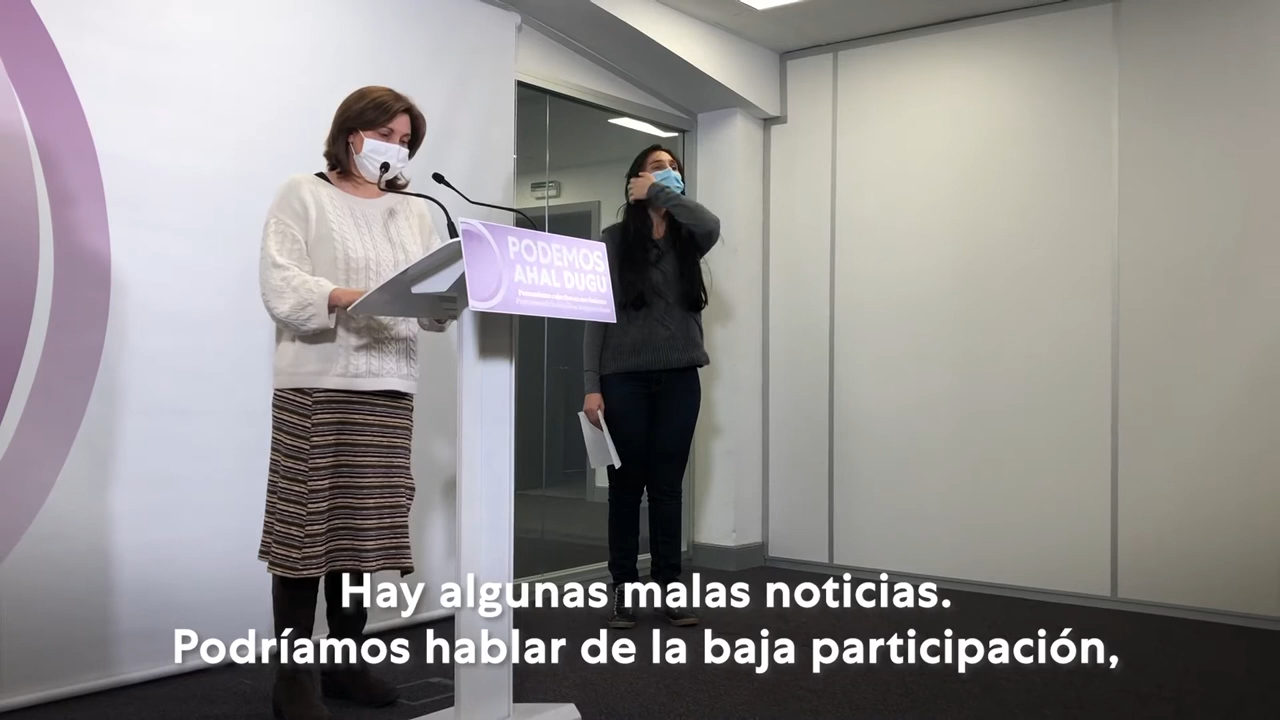 PODEMOS
AHAL DUGU
Hay algunas malas noticias.
Podríamos hablar de la baja participación,